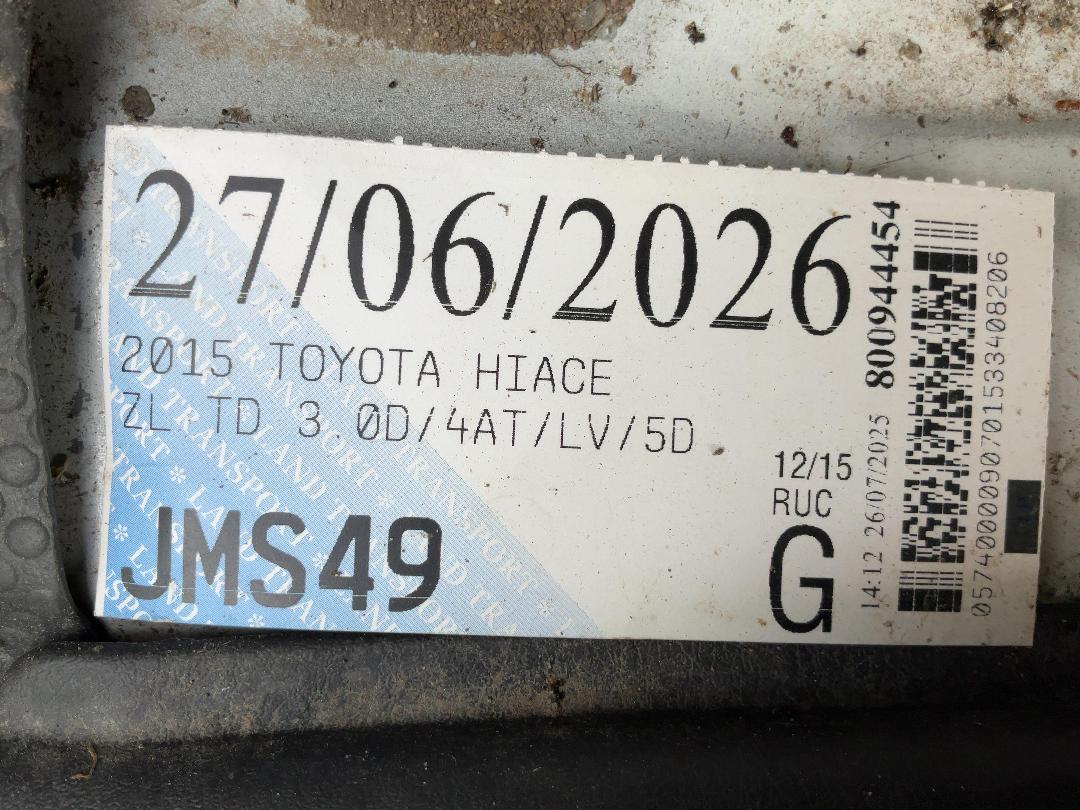 27/06/2026
2015 TOYOTA HIACE
ZL TD 3.0D/4AT/LV/5D
JMS49
12/15
RUC
G
14:12 26/07/2025 800944454
0574000090701533408206